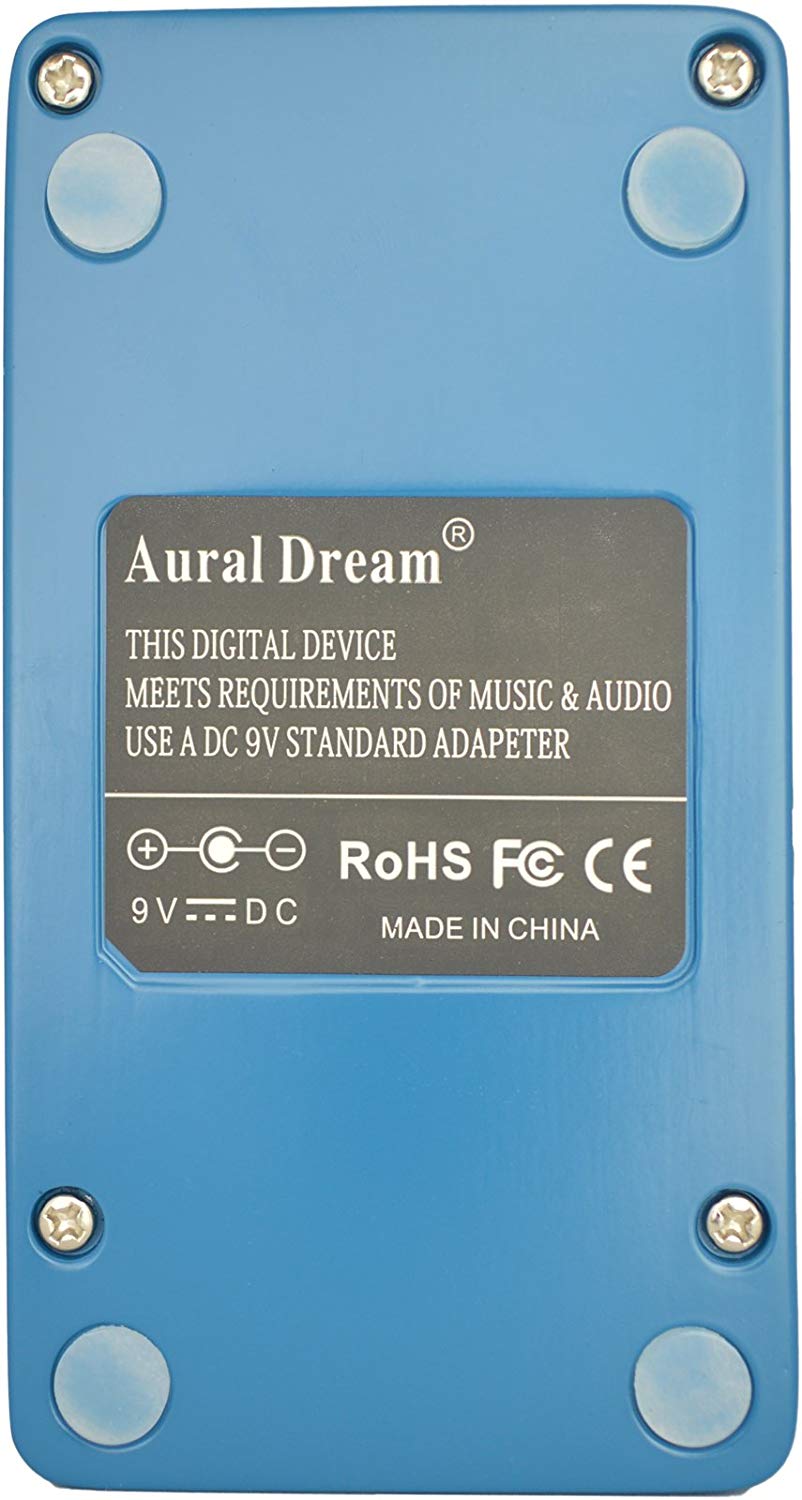 Aural Dream®
THIS DIGITAL DEVICE
MEETS REQUIREMENTS OF MUSIC & AUDIO
USE A DC 9V STANDARD ADAPETER
+ −
9V ⎓ DC
RoHS FC CE
MADE IN CHINA